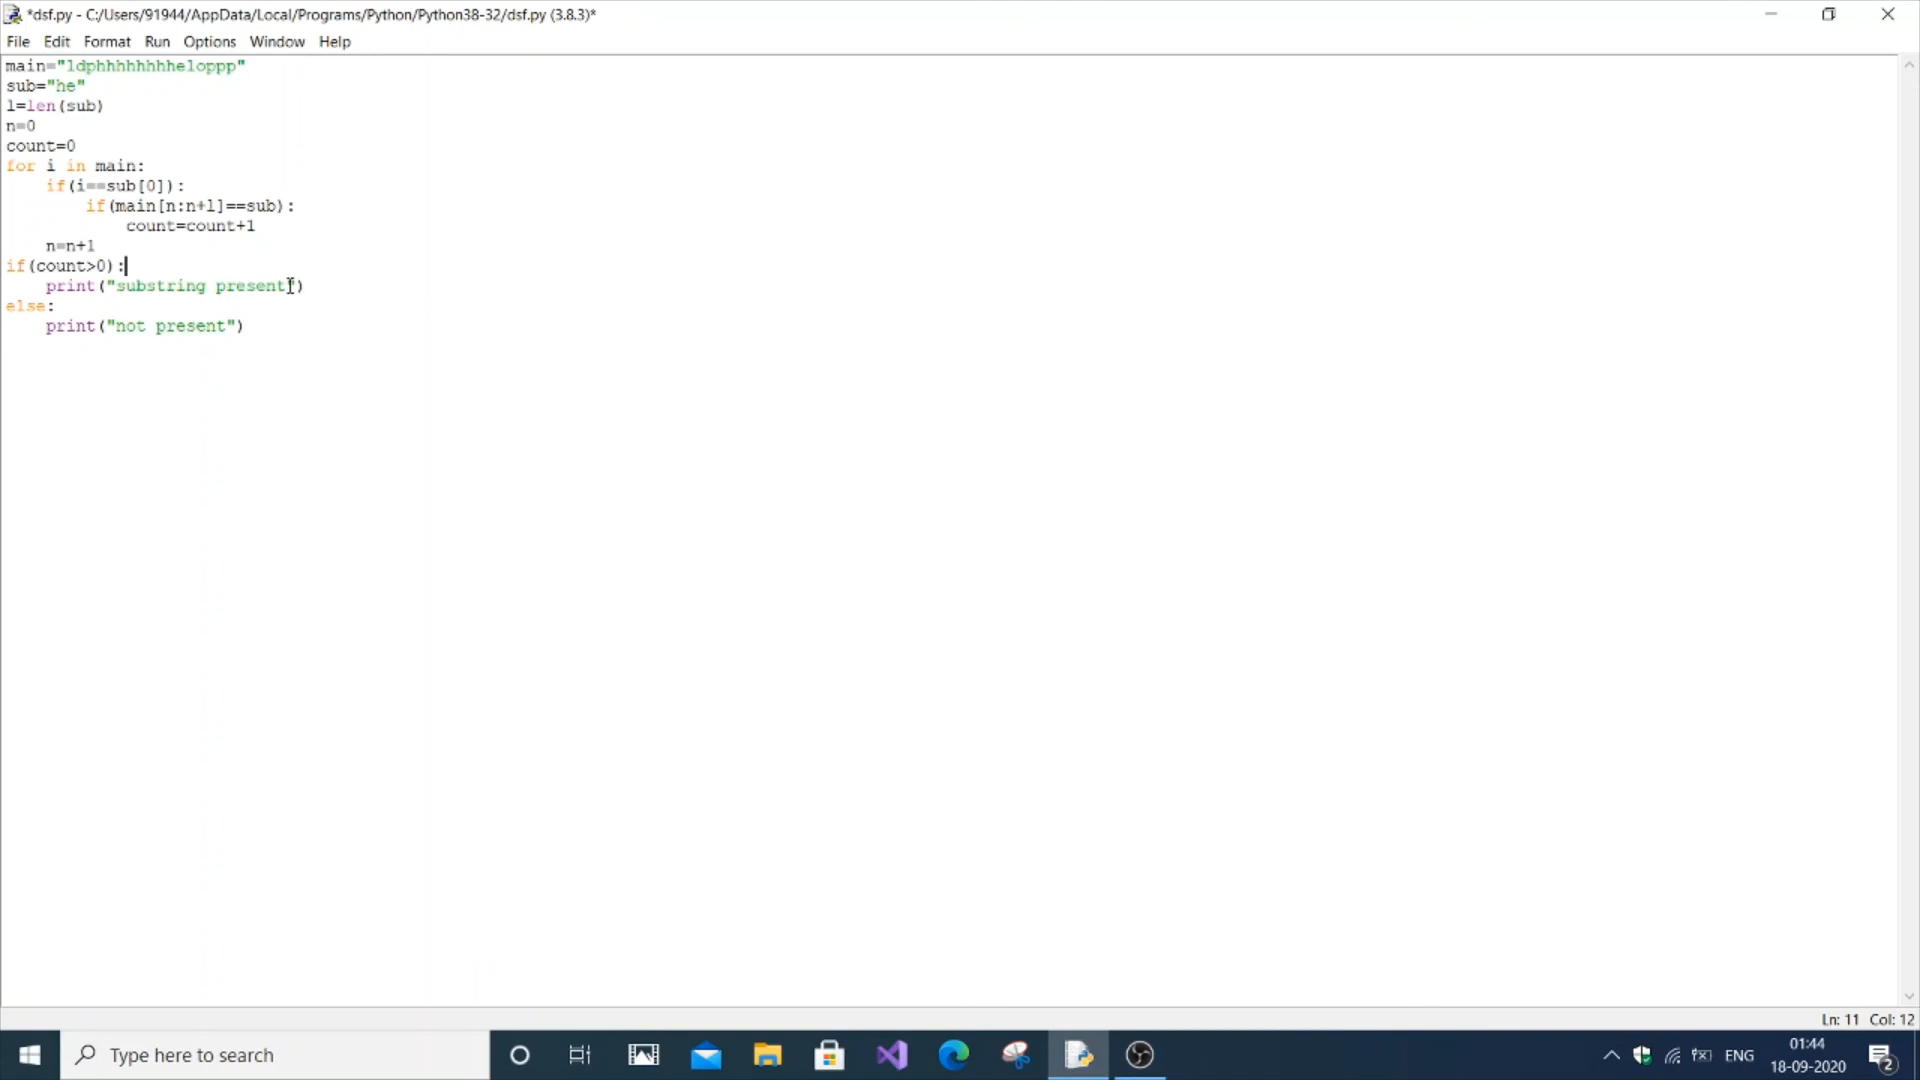 *dsf.py - C:/Users/91944/AppData/Local/Programs/Python/Python38-32/dsf.py (3.8.3)*
File Edit Format Run Options Window Help
main="ldphhhhhhhheloppp"
sub="he"
l=len(sub)
n=0
count=0
for i in main:
    if(i==sub[0]):
        if(main[n:n+l]==sub):
            count=count+1
    n=n+1
if(count>0):
    print("substring present")
else:
    print("not present")
Ln: 11 Col: 12
Type here to search
ENG
01:44
18-09-2020
2